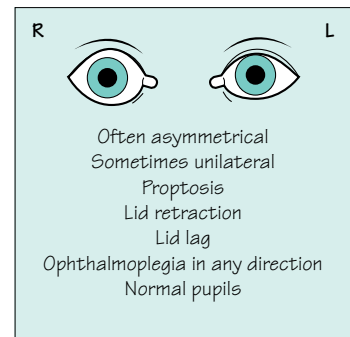 R L
Often asymmetrical
Sometimes unilateral
Proptosis
Lid retraction
Lid lag
Ophthalmoplegia in any direction
Normal pupils